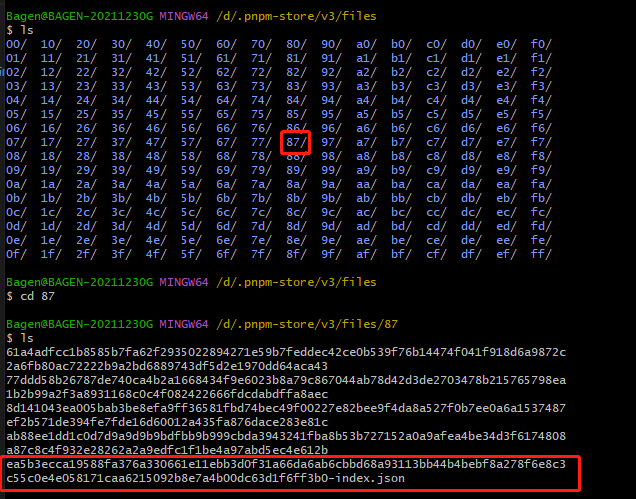 Bagen@BAGEN-20211230G MINGW64 /d/.pnpm-store/v3/files
$ ls
00/ 10/ 20/ 30/ 40/ 50/ 60/ 70/ 80/ 90/ a0/ b0/ c0/ d0/ e0/ f0/
01/ 11/ 21/ 31/ 41/ 51/ 61/ 71/ 81/ 91/ a1/ b1/ c1/ d1/ e1/ f1/
02/ 12/ 22/ 32/ 42/ 52/ 62/ 72/ 82/ 92/ a2/ b2/ c2/ d2/ e2/ f2/
03/ 13/ 23/ 33/ 43/ 53/ 63/ 73/ 83/ 93/ a3/ b3/ c3/ d3/ e3/ f3/
04/ 14/ 24/ 34/ 44/ 54/ 64/ 74/ 84/ 94/ a4/ b4/ c4/ d4/ e4/ f4/
05/ 15/ 25/ 35/ 45/ 55/ 65/ 75/ 85/ 95/ a5/ b5/ c5/ d5/ e5/ f5/
06/ 16/ 26/ 36/ 46/ 56/ 66/ 76/ 86/ 96/ a6/ b6/ c6/ d6/ e6/ f6/
07/ 17/ 27/ 37/ 47/ 57/ 67/ 77/ 87/ 97/ a7/ b7/ c7/ d7/ e7/ f7/
08/ 18/ 28/ 38/ 48/ 58/ 68/ 78/ 88/ 98/ a8/ b8/ c8/ d8/ e8/ f8/
09/ 19/ 29/ 39/ 49/ 59/ 69/ 79/ 89/ 99/ a9/ b9/ c9/ d9/ e9/ f9/
0a/ 1a/ 2a/ 3a/ 4a/ 5a/ 6a/ 7a/ 8a/ 9a/ aa/ ba/ ca/ da/ ea/ fa/
0b/ 1b/ 2b/ 3b/ 4b/ 5b/ 6b/ 7b/ 8b/ 9b/ ab/ bb/ cb/ db/ eb/ fb/
0c/ 1c/ 2c/ 3c/ 4c/ 5c/ 6c/ 7c/ 8c/ 9c/ ac/ bc/ cc/ dc/ ec/ fc/
0d/ 1d/ 2d/ 3d/ 4d/ 5d/ 6d/ 7d/ 8d/ 9d/ ad/ bd/ cd/ dd/ ed/ fd/
0e/ 1e/ 2e/ 3e/ 4e/ 5e/ 6e/ 7e/ 8e/ 9e/ ae/ be/ ce/ de/ ee/ fe/
0f/ 1f/ 2f/ 3f/ 4f/ 5f/ 6f/ 7f/ 8f/ 9f/ af/ bf/ cf/ df/ ef/ ff/
Bagen@BAGEN-20211230G MINGW64 /d/.pnpm-store/v3/files
$ cd 87
Bagen@BAGEN-20211230G MINGW64 /d/.pnpm-store/v3/files/87
$ ls
61a4adfcc1b8585b7fa62f2935022894271e59b7feddec42ce0b539f76b14474f041f918d6a9872c
2a6fb80ac72222b9a2bd6889743df5d2e1970dd64aca43
77ddd58b26787de740ca4b2a1668434f9e6023b8a79c867044ab78d42d3de2703478b215765798ea
1b2b99a2f3a8931168c0c4f082422666fdcdabdffa8aec
8d141043ea005bab3be8efa9ff36581fbd74bec49f00227e82bee9f4da8a527f0b7ee0a6a1537487
ef2b571de394fe7fde16d60012a435fa876dace283e81c
ab88ee1dd1c0d7d9a9d9b9bdfbb9b999cbda3943241fba8b53b727152a0a9afea4be34d3f6174808
a87c8c4f932e28262a2a9edfc1f1be4a97abd5ec4e612b
ea5b3ecca19588fa376a330661e11ebb3d0f31a66da6ab6cbbd68a93113bb44b4bebf8a278f6e8c3
c55c0e4e058171caa6215092b8e7a4b00dc63d1f6ff3b0-index.json